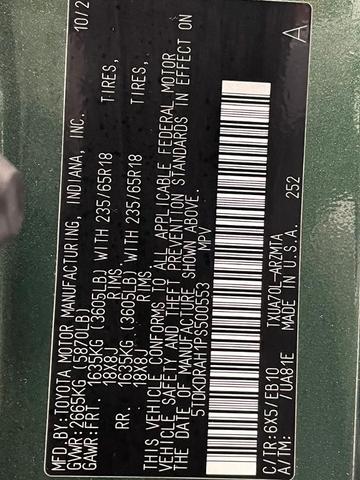 MFD.BY:TOYOTA MOTOR MANUFACTURING, INDIANA, INC. 10/2
GVWR:2665KG (5870LB)
GAWR:FRT. 1635KG (3605LB) WITH 235/65R18 TIRES,
18X8J RIMS,
RR. 1635KG (3605LB) WITH 235/65R18 TIRES,
18X8J RIMS.
THIS VEHICLE CONFORMS TO ALL APPLICABLE FEDERAL MOTOR
VEHICLE SAFETY AND THEFT PREVENTION STANDARDS IN EFFECT ON
THE DATE OF MANUFACTURE SHOWN ABOVE.
5TDKDRAH1PS500553 MPV
252 A
C/TR:6X5/EB10 TXUA70L-ARZMTA
A/TM: /UA81E MADE IN U.S.A.